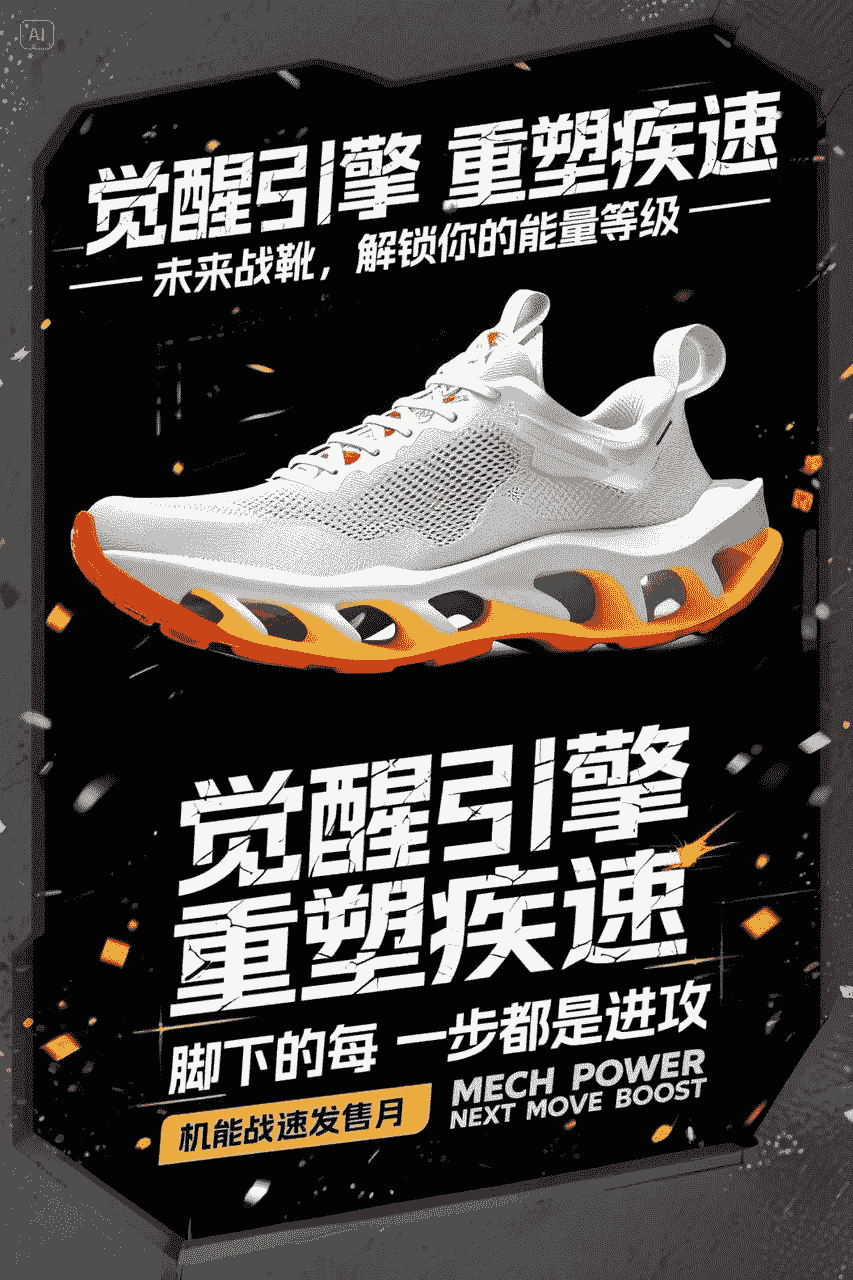 AI
觉醒引擎 重塑疾速
未来战靴，解锁你的能量等级
觉醒引擎
重塑疾速
脚下的每 一步都是进攻
机能战速发售月
MECH POWER
NEXT MOVE BOOST